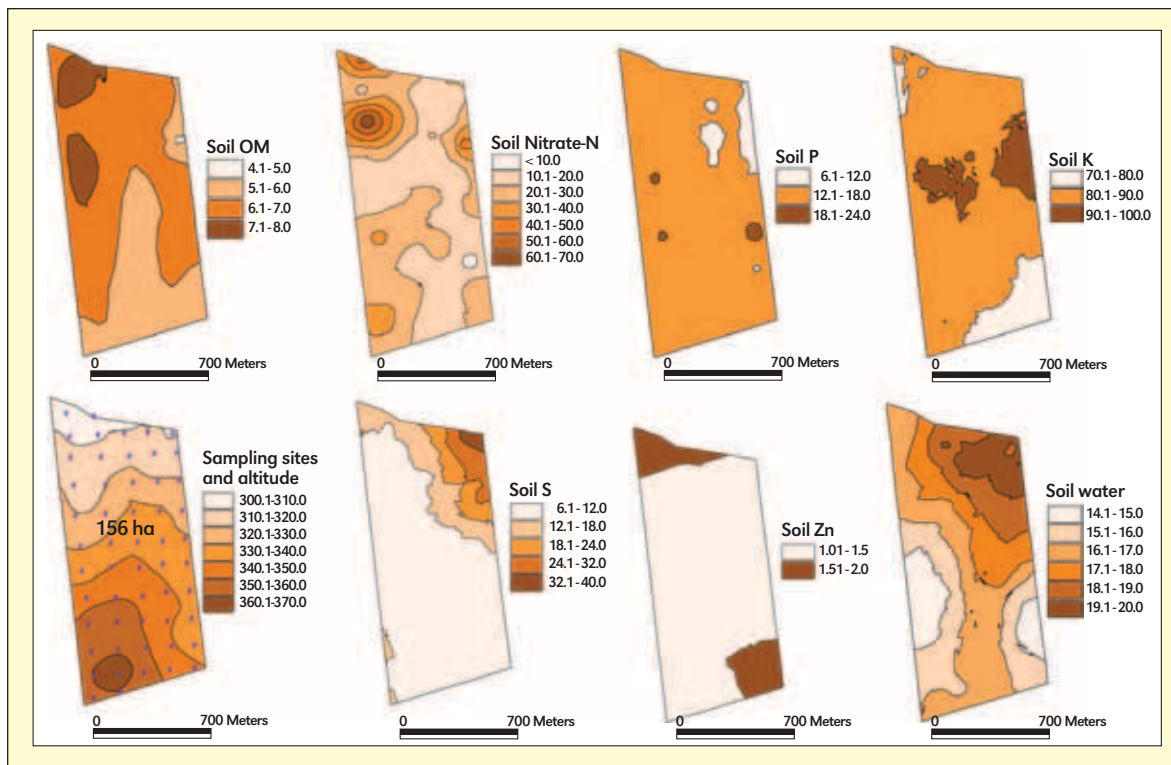 Soil OM
4.1 - 5.0
5.1 - 6.0
6.1 - 7.0
7.1 - 8.0
0 700 Meters
Soil Nitrate-N
< 10.0
10.1 - 20.0
20.1 - 30.0
30.1 - 40.0
40.1 - 50.0
50.1 - 60.0
60.1 - 70.0
0 700 Meters
Soil P
6.1 - 12.0
12.1 - 18.0
18.1 - 24.0
0 700 Meters
Soil K
70.1 - 80.0
80.1 - 90.0
90.1 - 100.0
0 700 Meters
Sampling sites
and altitude
300.1-310.0
310.1-320.0
320.1-330.0
330.1-340.0
340.1-350.0
350.1-360.0
360.1-370.0
156 ha
0 700 Meters
Soil S
6.1 - 12.0
12.1 - 18.0
18.1 - 24.0
24.1 - 32.0
32.1 - 40.0
0 700 Meters
Soil Zn
1.01 - 1.5
1.51 - 2.0
0 700 Meters
Soil water
14.1 - 15.0
15.1 - 16.0
16.1 - 17.0
17.1 - 18.0
18.1 - 19.0
19.1 - 20.0
0 700 Meters